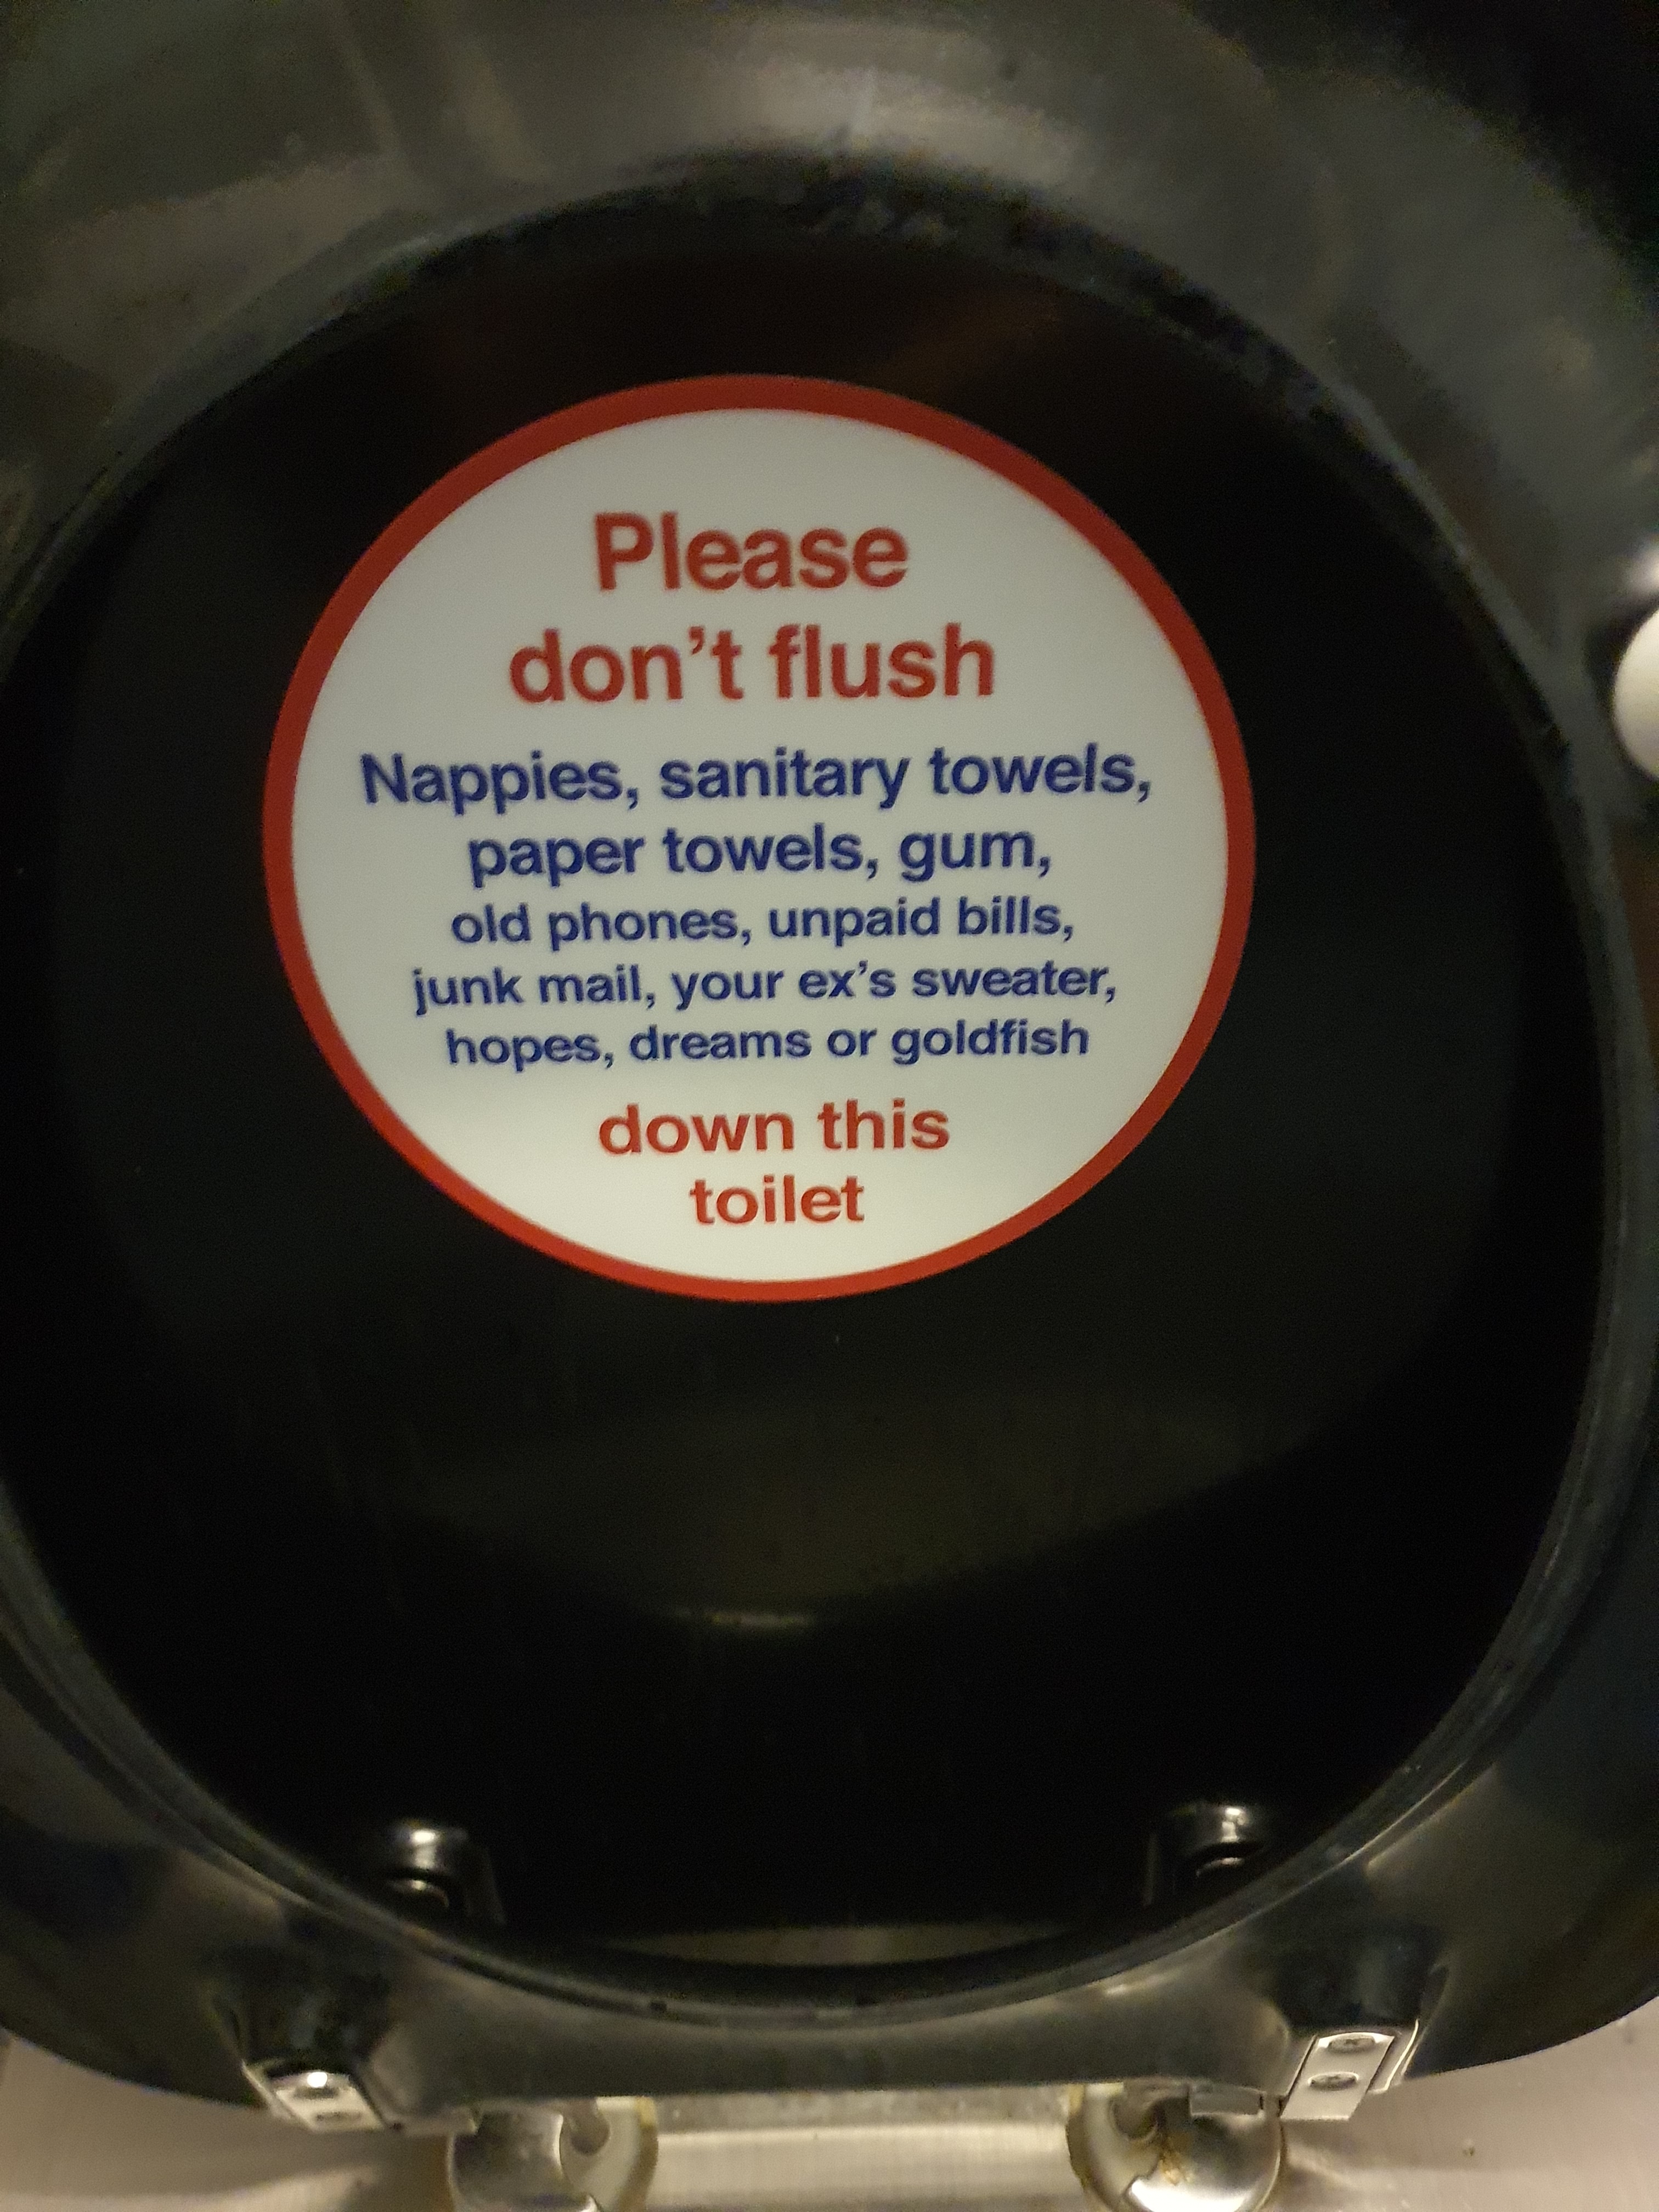 Please
don’t flush
Nappies, sanitary towels,
paper towels, gum,
old phones, unpaid bills,
junk mail, your ex’s sweater,
hopes, dreams or goldfish
down this
toilet